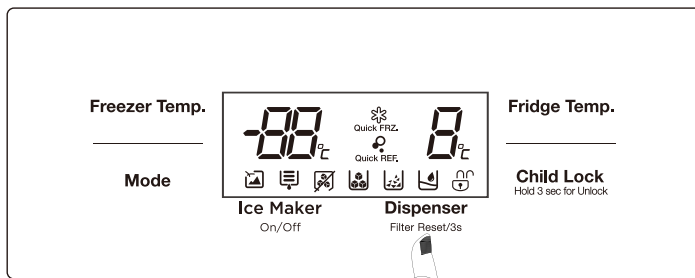 Freezer Temp.
Mode
-88°C
Quick FRZ.
Quick REF.
8°C
Fridge Temp.
Child Lock
Hold 3 sec for Unlock
Ice Maker
On/Off
Dispenser
Filter Reset/3s